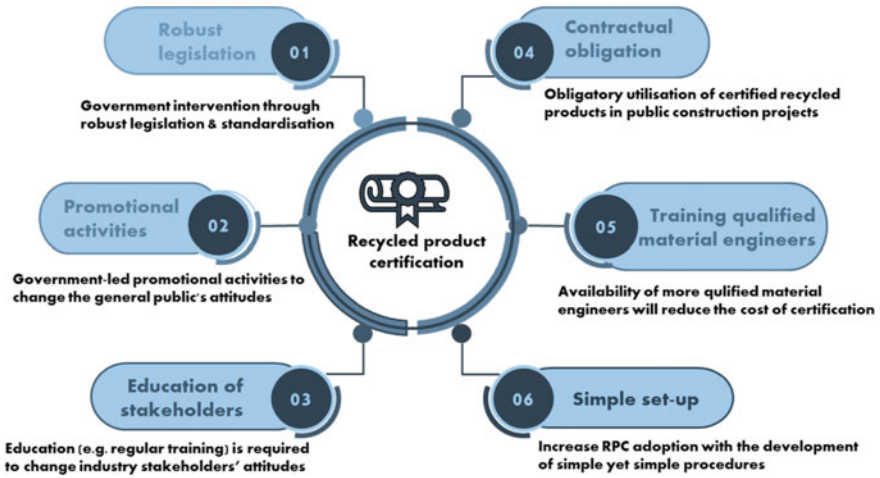 Robust
legislation
01
Government intervention through
robust legislation & standardisation
Promotional
activities
02
Government-led promotional activities to
change the general public's attitudes
Education of
stakeholders
03
Education (e.g. regular training) is required
to change industry stakeholders' attitudes
Recycled product
certification
04
Contractual
obligation
Obligatory utilisation of certified recycled
products in public construction projects
05
Training qualified
material engineers
Availability of more qulified material
engineers will reduce the cost of certification
06
Simple set-up
Increase RPC adoption with the development
of simple yet simple procedures